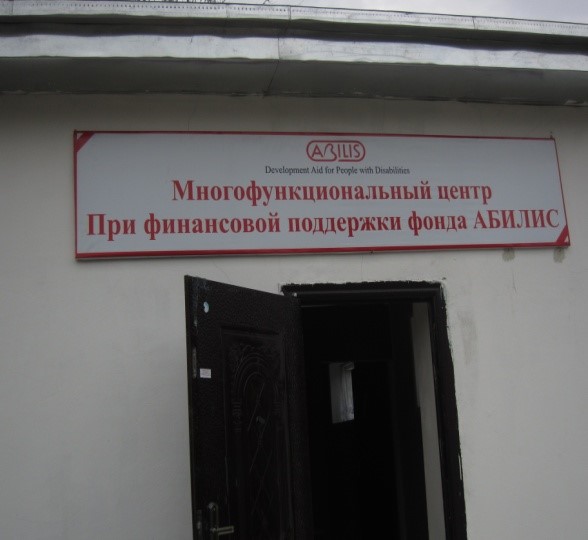 ABILIS
Development Aid for People with Disabilities
Многофункциональный центр
При финансовой поддержки фонда АБИЛИС